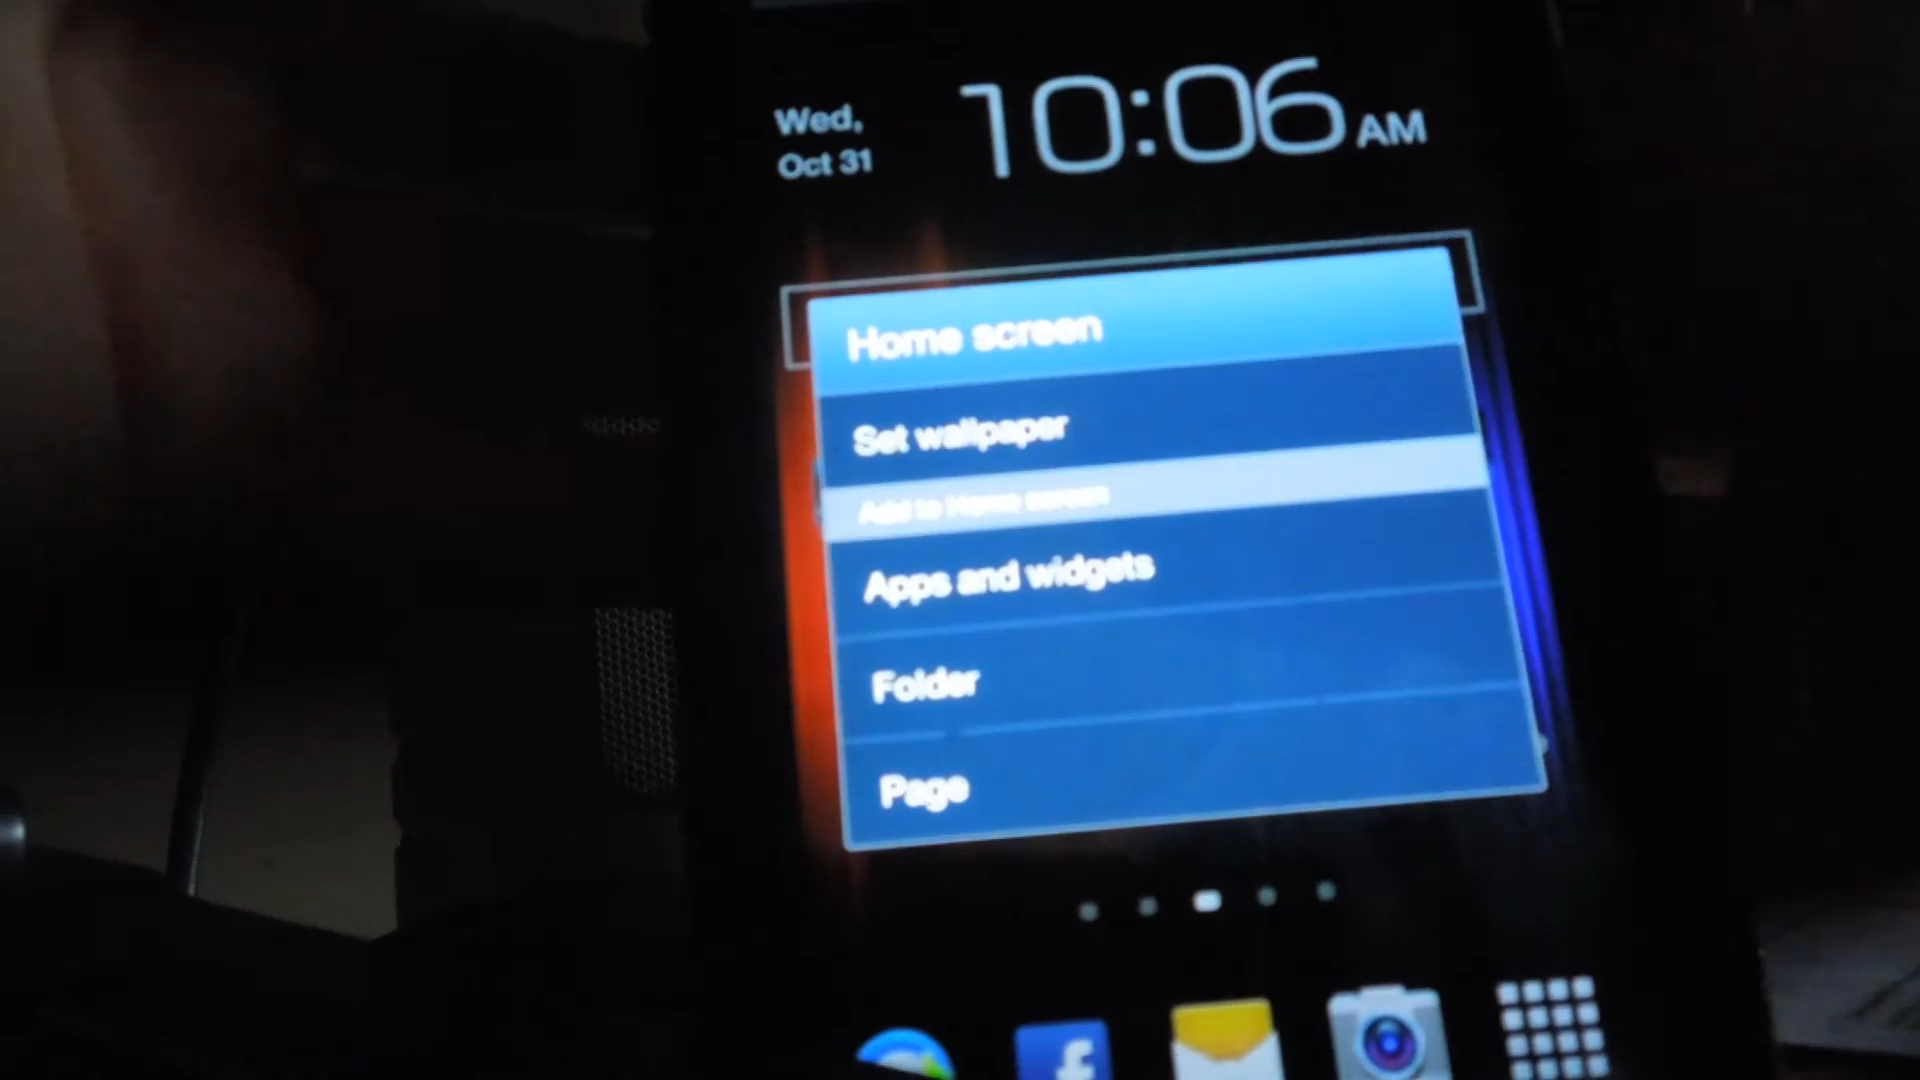 Wed,
Oct 31
10:06 AM
Home screen
Set wallpaper
Add to Home screen
Apps and widgets
Folder
Page
f